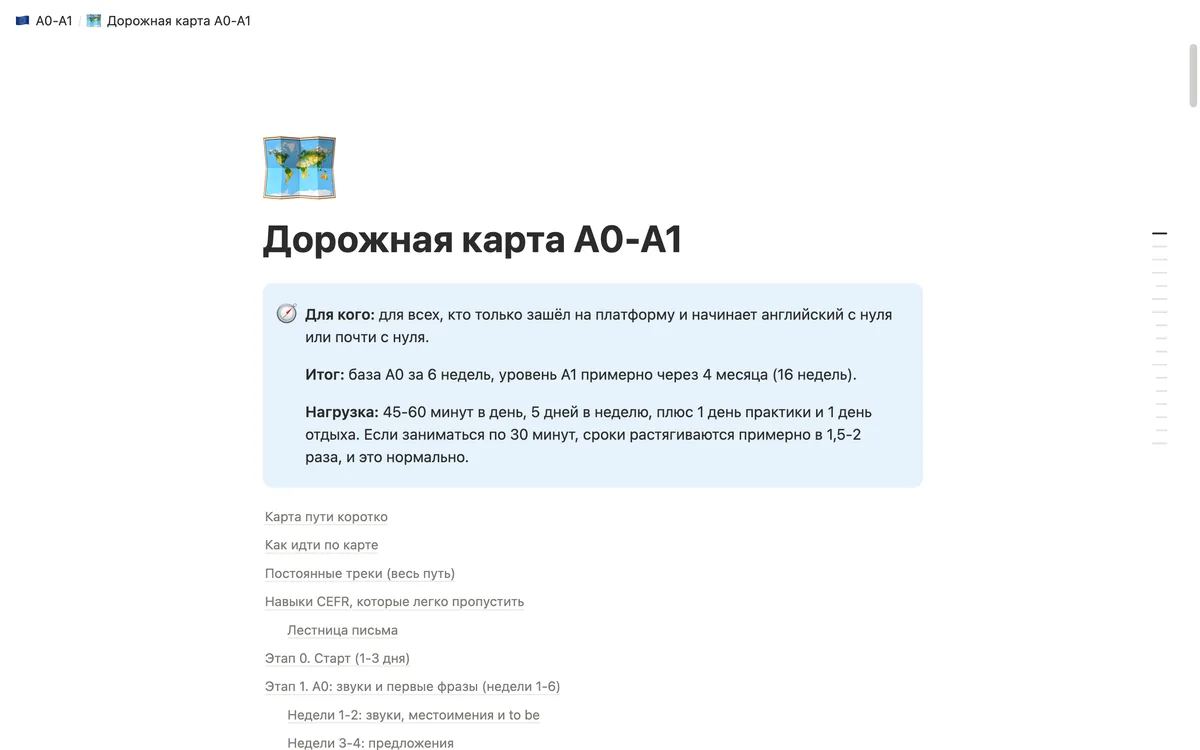 A0-A1 / Дорожная карта A0-A1
Дорожная карта A0-A1
Для кого: для всех, кто только зашёл на платформу и начинает английский с нуля
или почти с нуля.
Итог: база A0 за 6 недель, уровень A1 примерно через 4 месяца (16 недель).
Нагрузка: 45-60 минут в день, 5 дней в неделю, плюс 1 день практики и 1 день
отдыха. Если заниматься по 30 минут, сроки растягиваются примерно в 1,5-2
раза, и это нормально.
Карта пути коротко
Как идти по карте
Постоянные треки (весь путь)
Навыки CEFR, которые легко пропустить
Лестница письма
Этап 0. Старт (1-3 дня)
Этап 1. A0: звуки и первые фразы (недели 1-6)
Недели 1-2: звуки, местоимения и to be
Недели 3-4: предложения